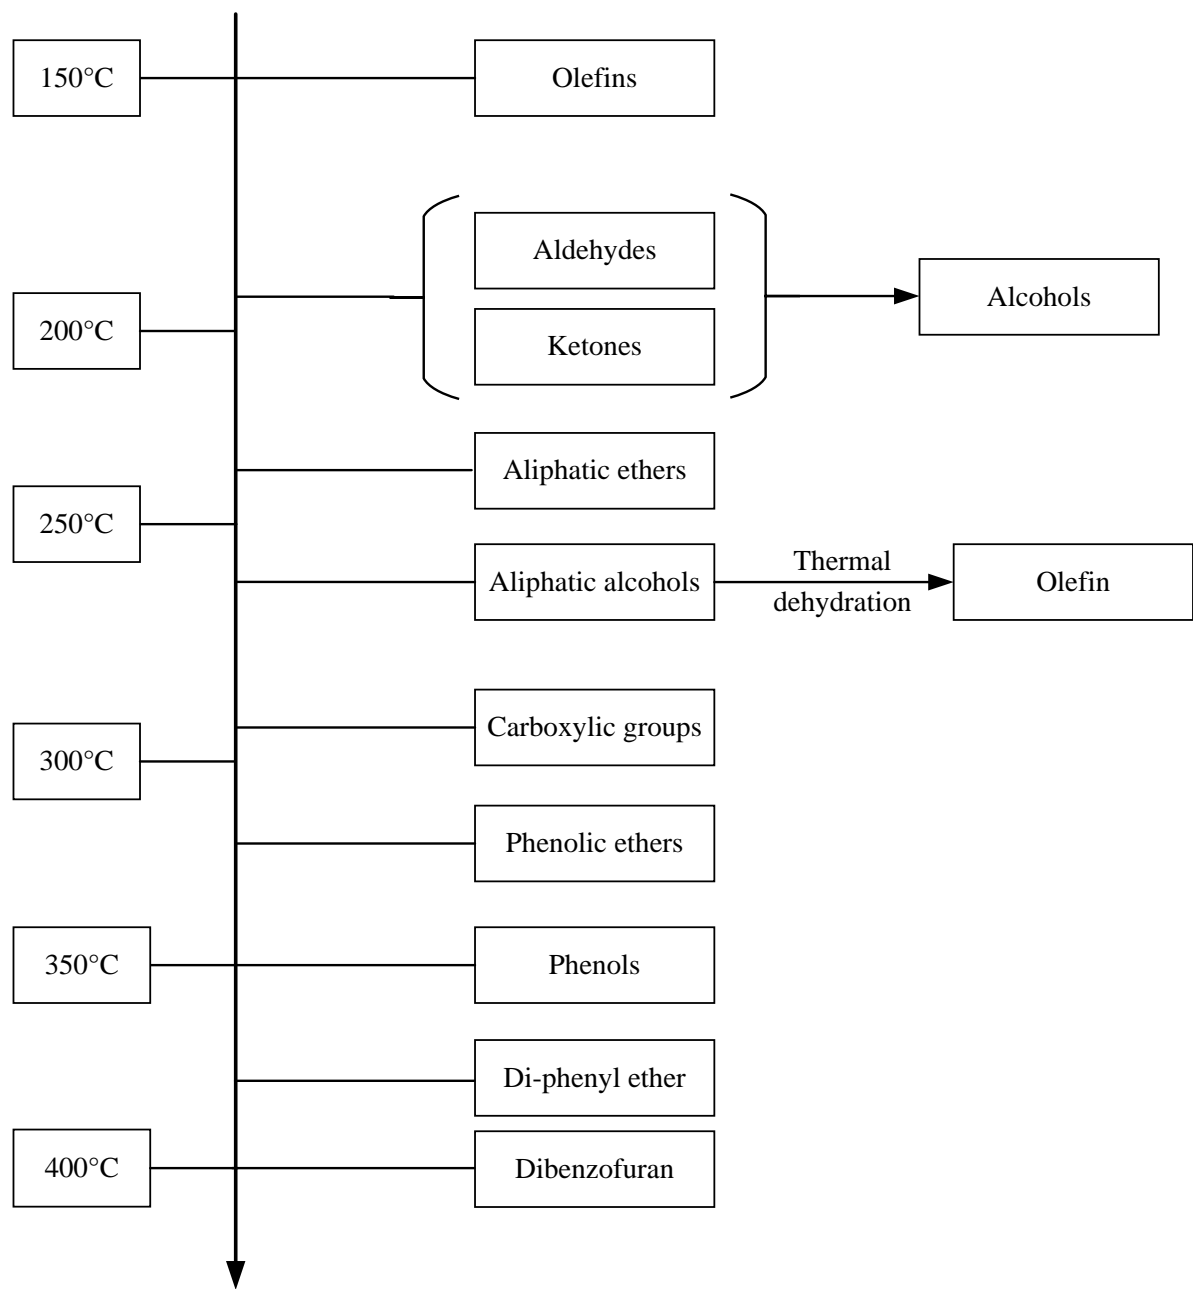 150°C
Olefins
Aldehydes
Alcohols
200°C
Ketones
Aliphatic ethers
250°C
Aliphatic alcohols
Thermal
dehydration
Olefin
Carboxylic groups
300°C
Phenolic ethers
350°C
Phenols
Di-phenyl ether
400°C
Dibenzofuran